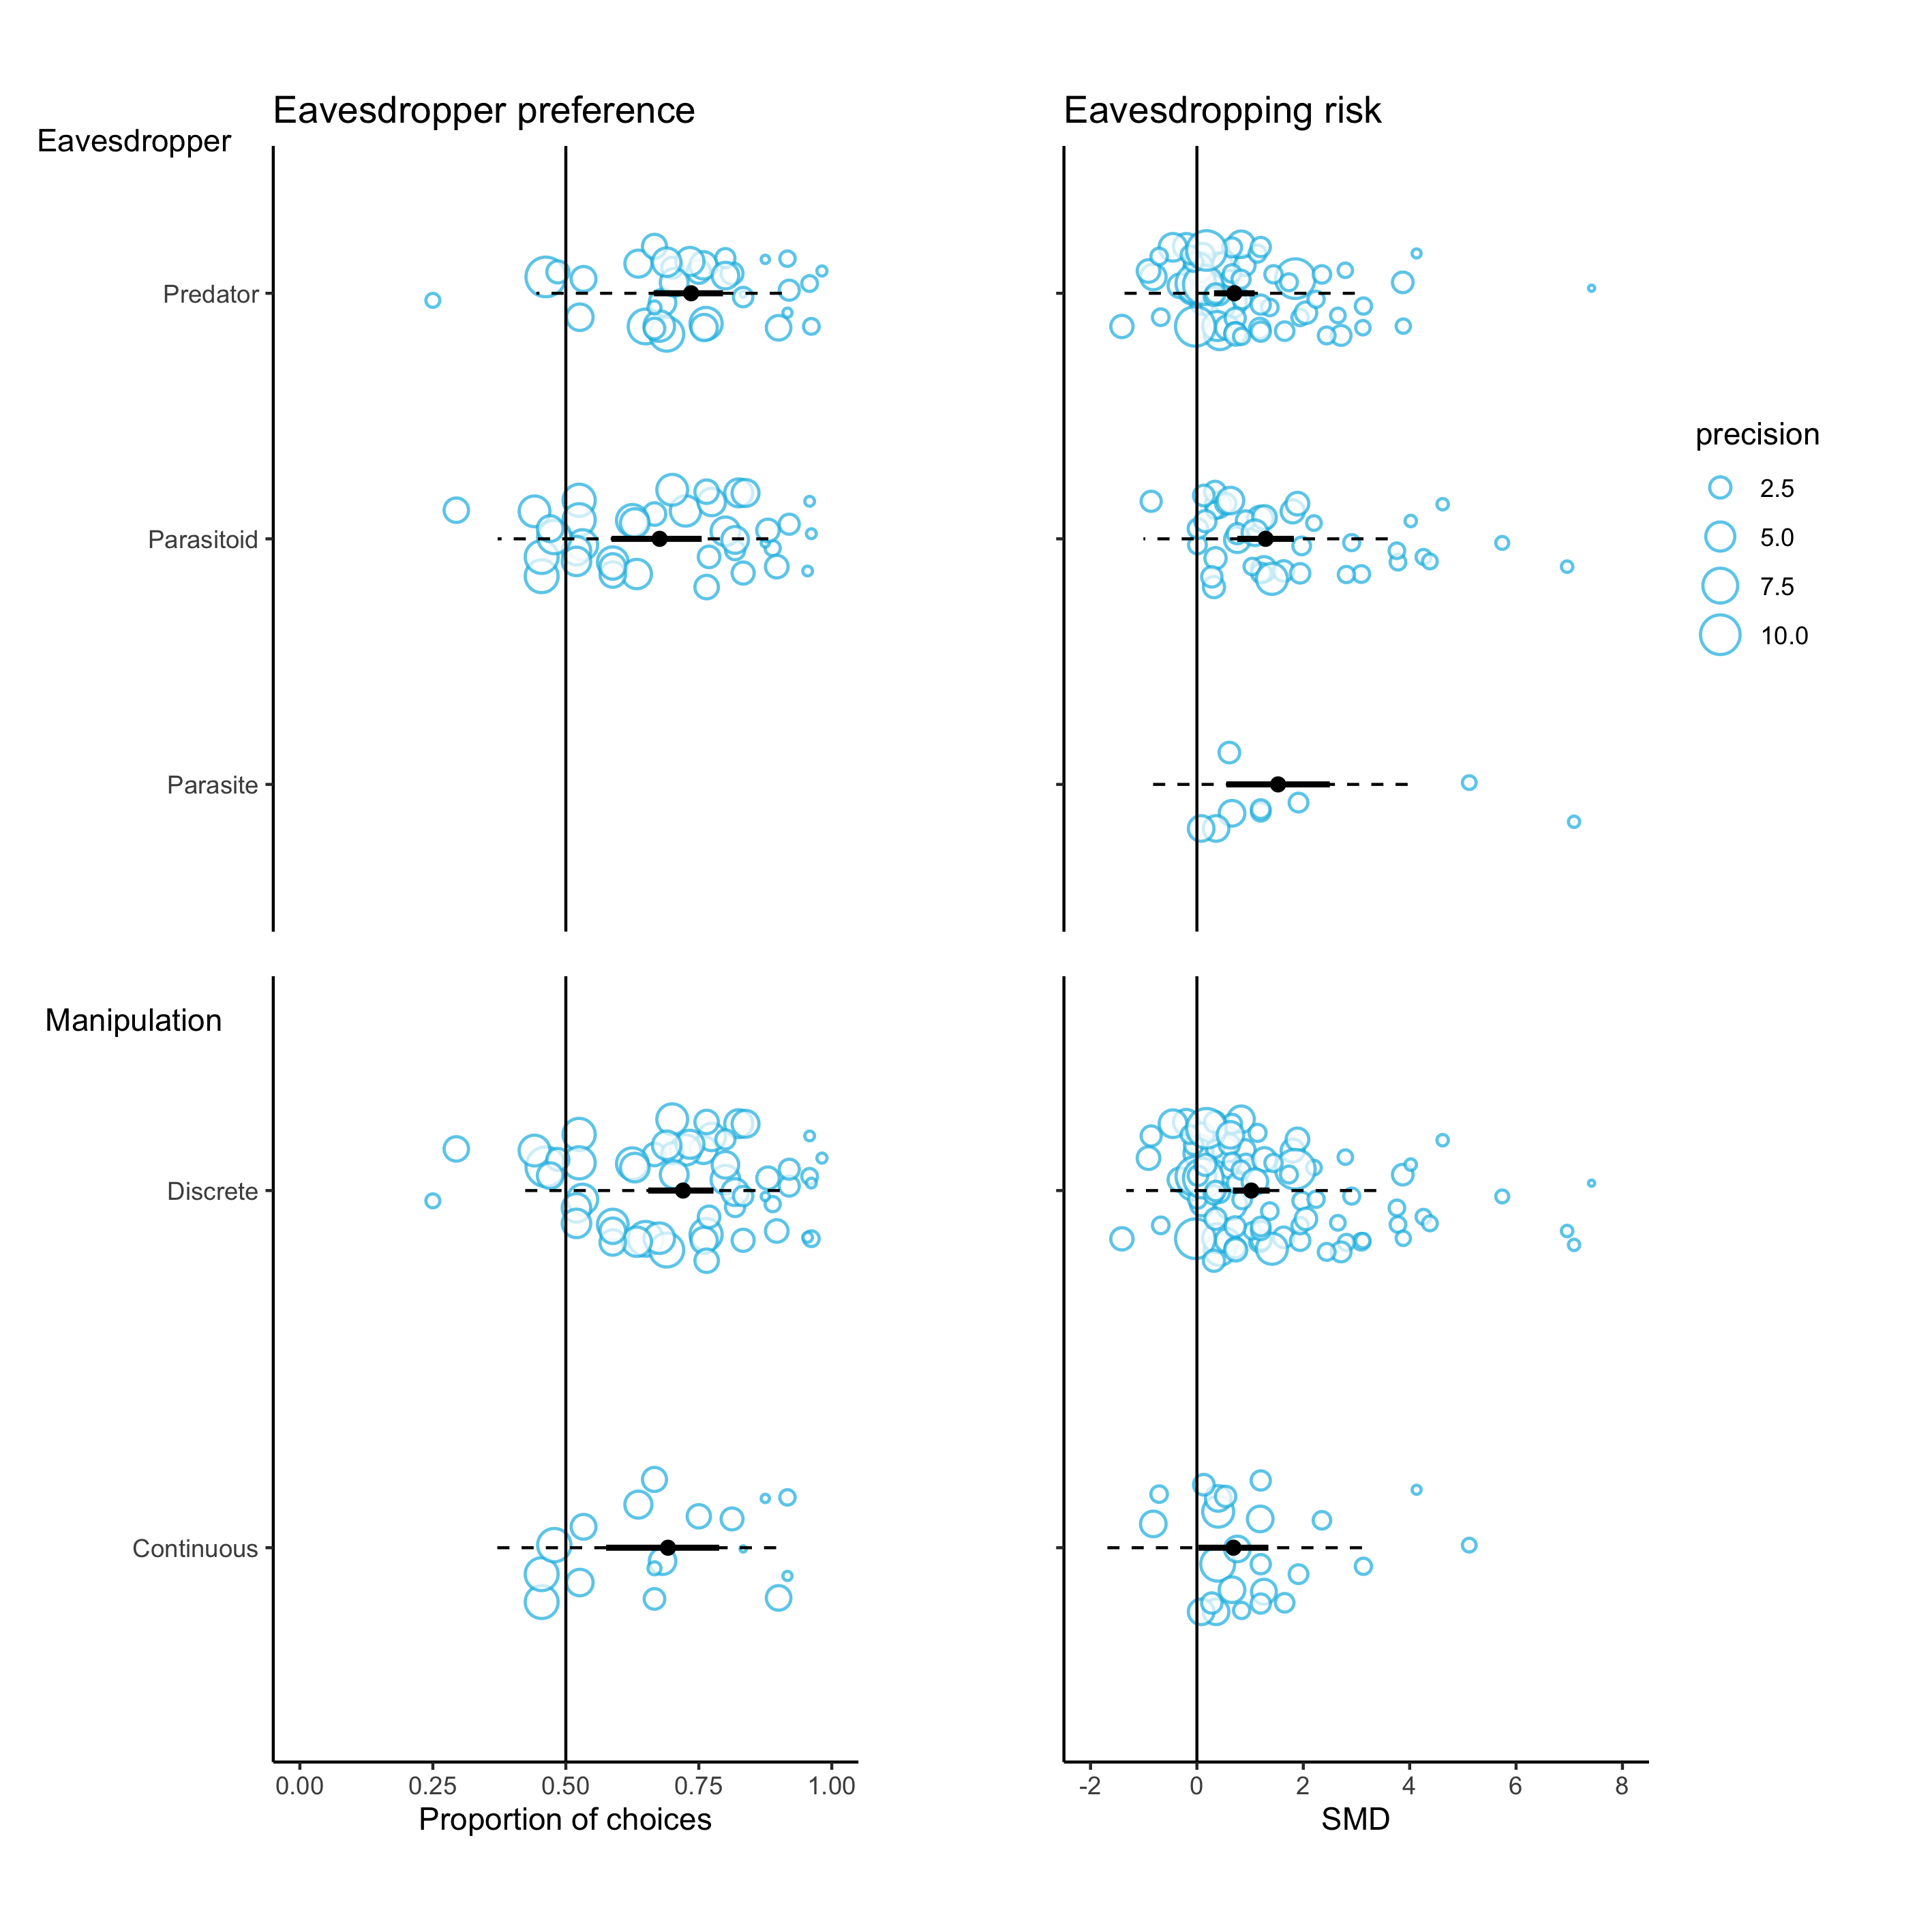 Eavesdropper preference
Eavesdropping risk
Eavesdropper
Predator
Parasitoid
Parasite
precision
2.5
5.0
7.5
10.0
Manipulation
Discrete
Continuous
0.00 0.25 0.50 0.75 1.00
-2 0 2 4 6 8
Proportion of choices
SMD